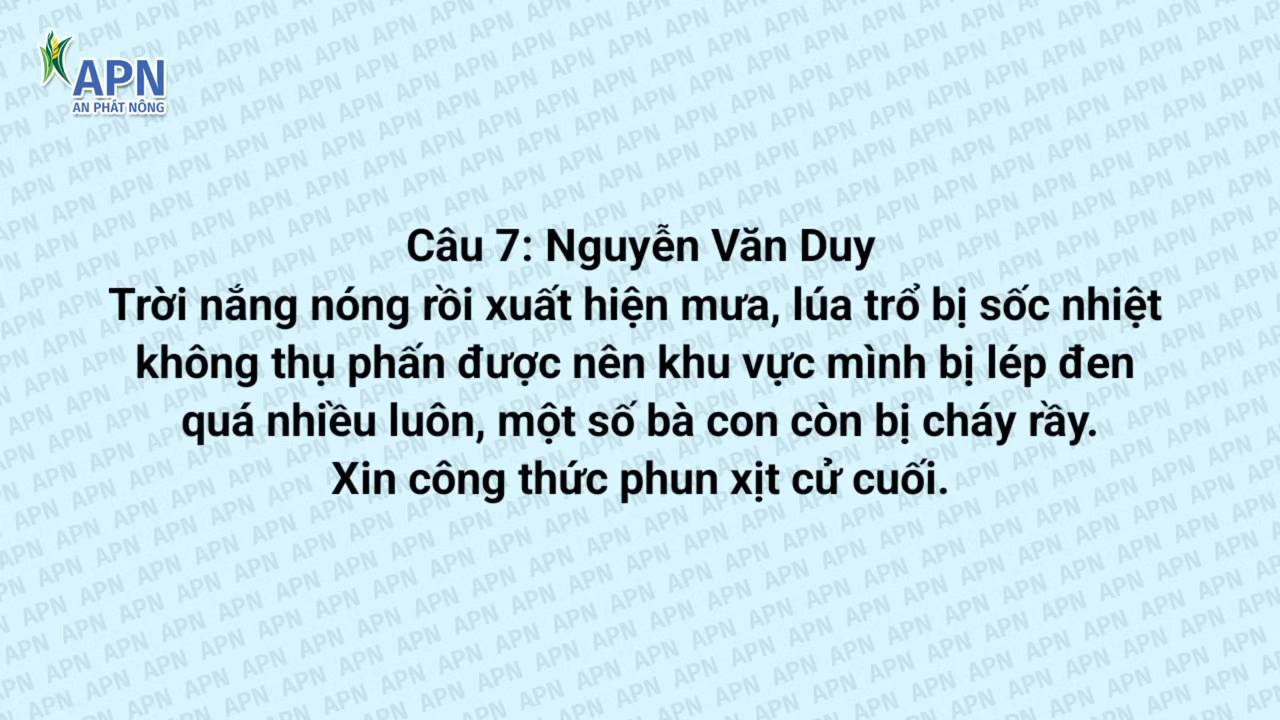 APN
AN PHÁT NÔNG
Câu 7: Nguyễn Văn Duy
Trời nắng nóng rồi xuất hiện mưa, lúa trổ bị sốc nhiệt
không thụ phấn được nên khu vực mình bị lép đen
quá nhiều luôn, một số bà con còn bị cháy rầy.
Xin công thức phun xịt cử cuối.